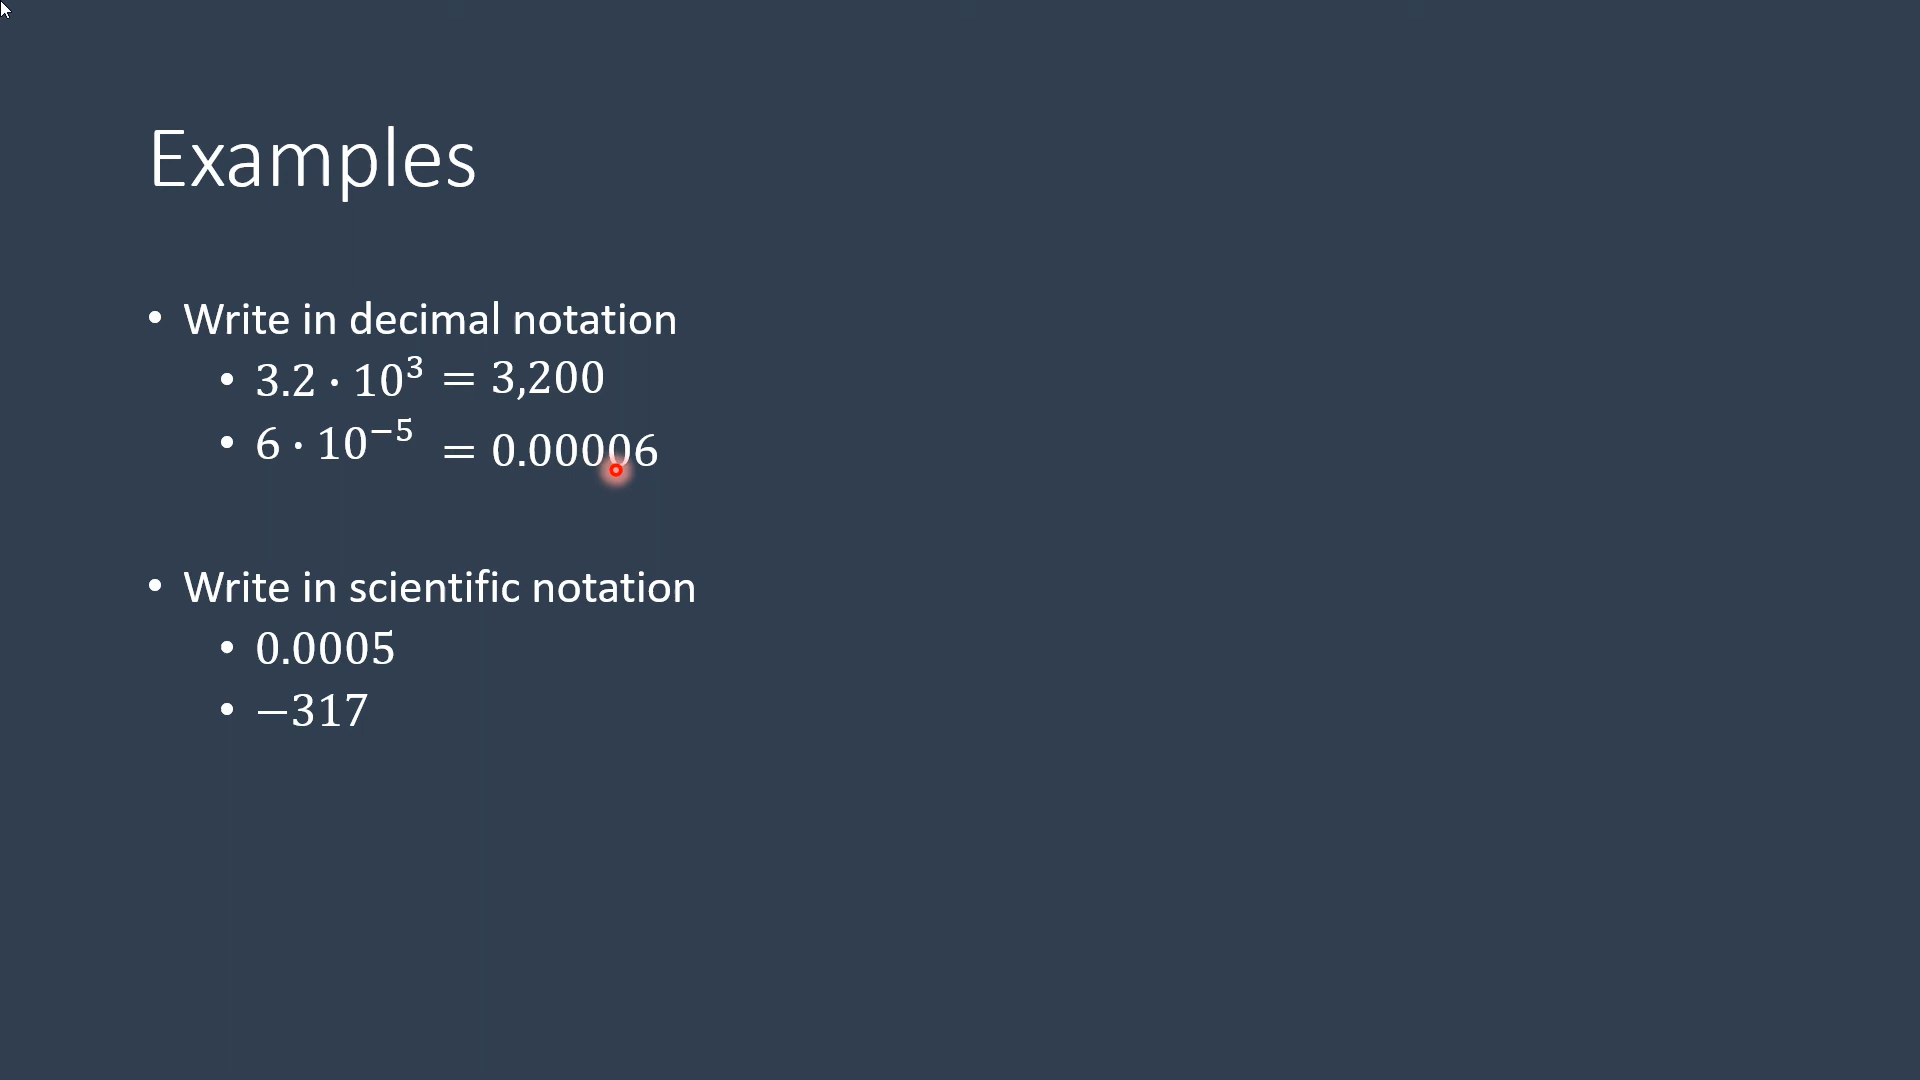 Examples
• Write in decimal notation
• 3.2 · 10³ = 3,200
• 6 · 10⁻⁵ = 0.00006
• Write in scientific notation
• 0.0005
• −317